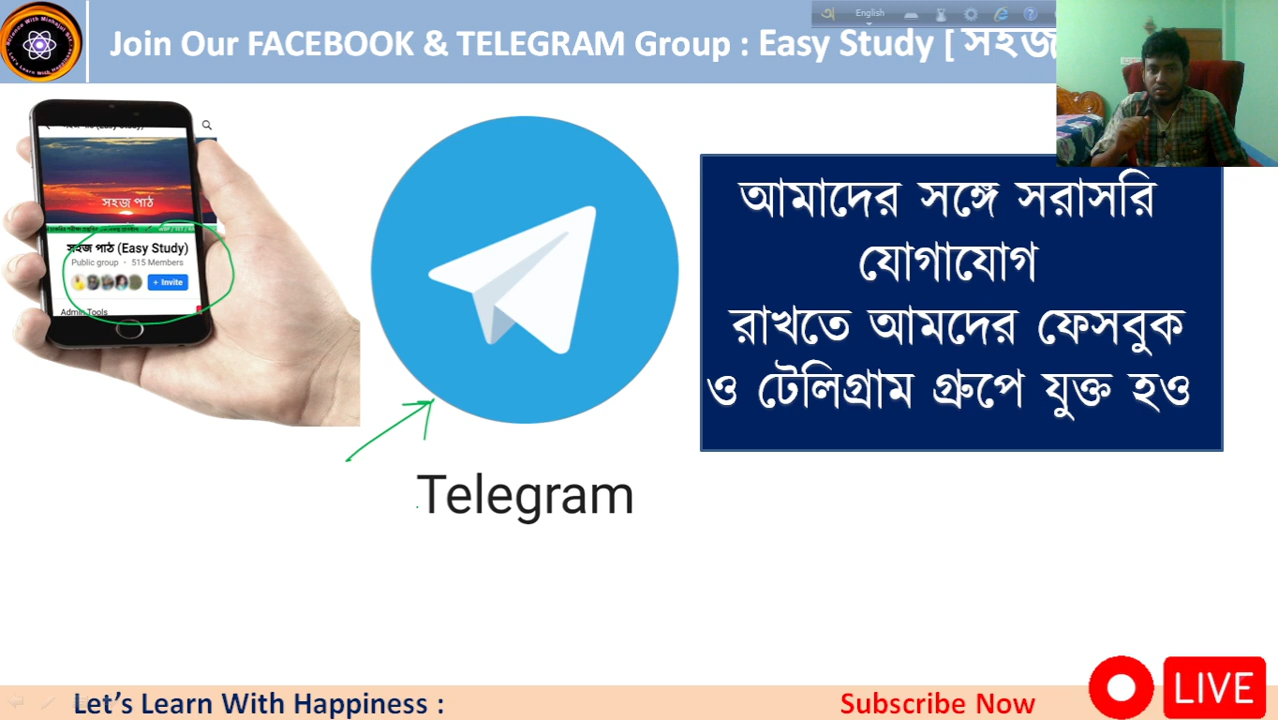 English
Join Our FACEBOOK & TELEGRAM Group : Easy Study [ সহজ
সহজ পাঠ
সহজ পাঠ (Easy Study)
Public group · 515 Members
+ Invite
Admin Tools
Telegram
আমাদের সঙ্গে সরাসরি
যোগাযোগ
রাখতে আমদের ফেসবুক
ও টেলিগ্রাম গ্রুপে যুক্ত হও
Let's Learn With Happiness :
Subscribe Now
LIVE